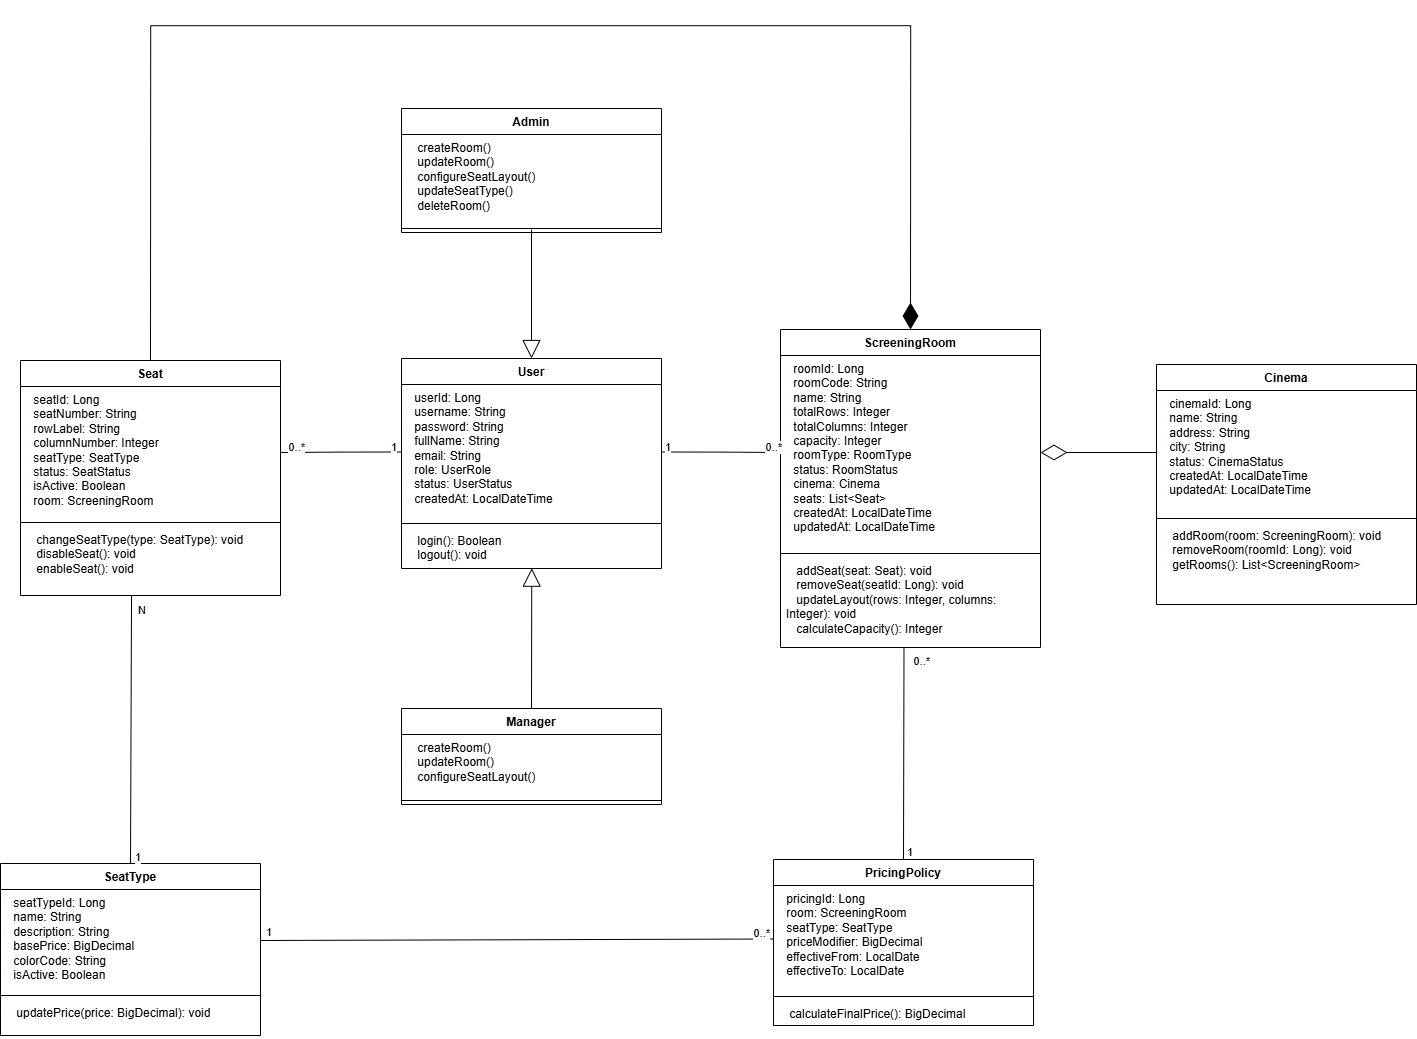 Admin
createRoom()
updateRoom()
configureSeatLayout()
updateSeatType()
deleteRoom()
Seat
seatId: Long
seatNumber: String
rowLabel: String
columnNumber: Integer
seatType: SeatType
status: SeatStatus
isActive: Boolean
room: ScreeningRoom
changeSeatType(type: SeatType): void
disableSeat(): void
enableSeat(): void
0..*
1
User
userId: Long
username: String
password: String
fullName: String
email: String
role: UserRole
status: UserStatus
createdAt: LocalDateTime
login(): Boolean
logout(): void
1
0..*
ScreeningRoom
roomId: Long
roomCode: String
name: String
totalRows: Integer
totalColumns: Integer
capacity: Integer
roomType: RoomType
status: RoomStatus
cinema: Cinema
seats: List<Seat>
createdAt: LocalDateTime
updatedAt: LocalDateTime
addSeat(seat: Seat): void
removeSeat(seatId: Long): void
updateLayout(rows: Integer, columns:
Integer): void
calculateCapacity(): Integer
Cinema
cinemaId: Long
name: String
address: String
city: String
status: CinemaStatus
createdAt: LocalDateTime
updatedAt: LocalDateTime
addRoom(room: ScreeningRoom): void
removeRoom(roomId: Long): void
getRooms(): List<ScreeningRoom>
N
0..*
Manager
createRoom()
updateRoom()
configureSeatLayout()
1
1
SeatType
seatTypeId: Long
name: String
description: String
basePrice: BigDecimal
colorCode: String
isActive: Boolean
updatePrice(price: BigDecimal): void
1
0..*
PricingPolicy
pricingId: Long
room: ScreeningRoom
seatType: SeatType
priceModifier: BigDecimal
effectiveFrom: LocalDate
effectiveTo: LocalDate
calculateFinalPrice(): BigDecimal